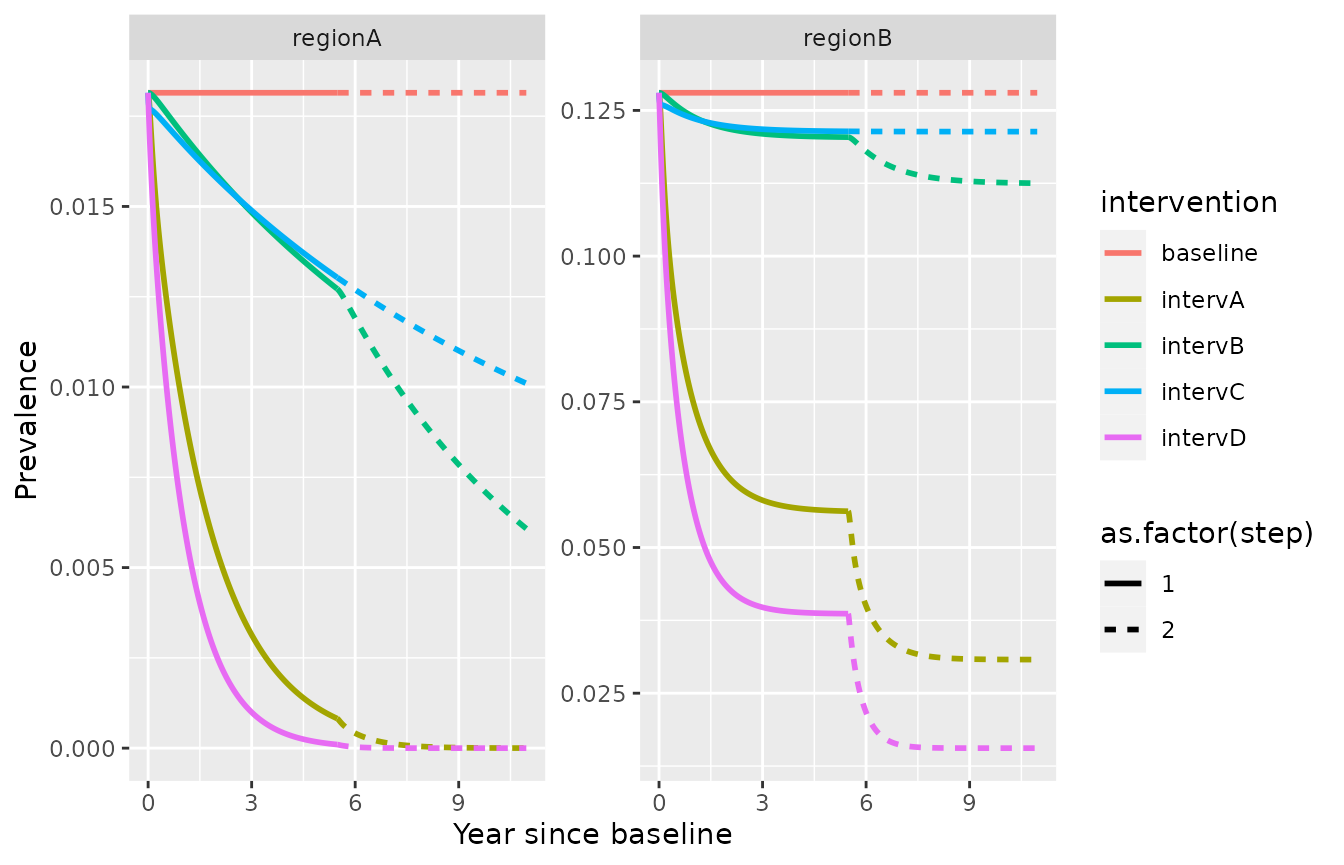 regionA
regionB
Prevalence
0.015
0.010
0.005
0.000
0.125
0.100
0.075
0.050
0.025
0 3 6 9
0 3 6 9
Year since baseline
intervention
baseline
intervA
intervB
intervC
intervD
as.factor(step)
1
2